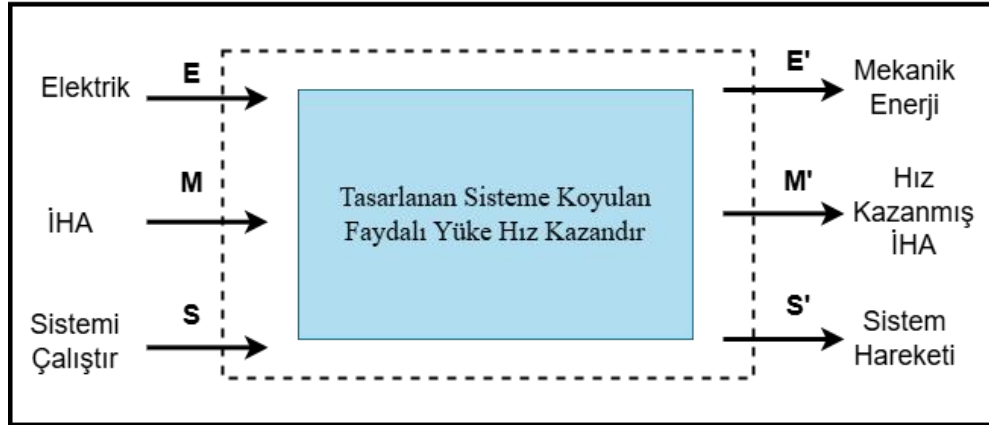 Elektrik
E
E'
Mekanik
Enerji
İHA
M
Tasarlanan Sisteme Koyulan
Faydalı Yüke Hız Kazandır
M'
Hız
Kazanmış
İHA
Sistemi
Çalıştır
S
S'
Sistem
Hareketi